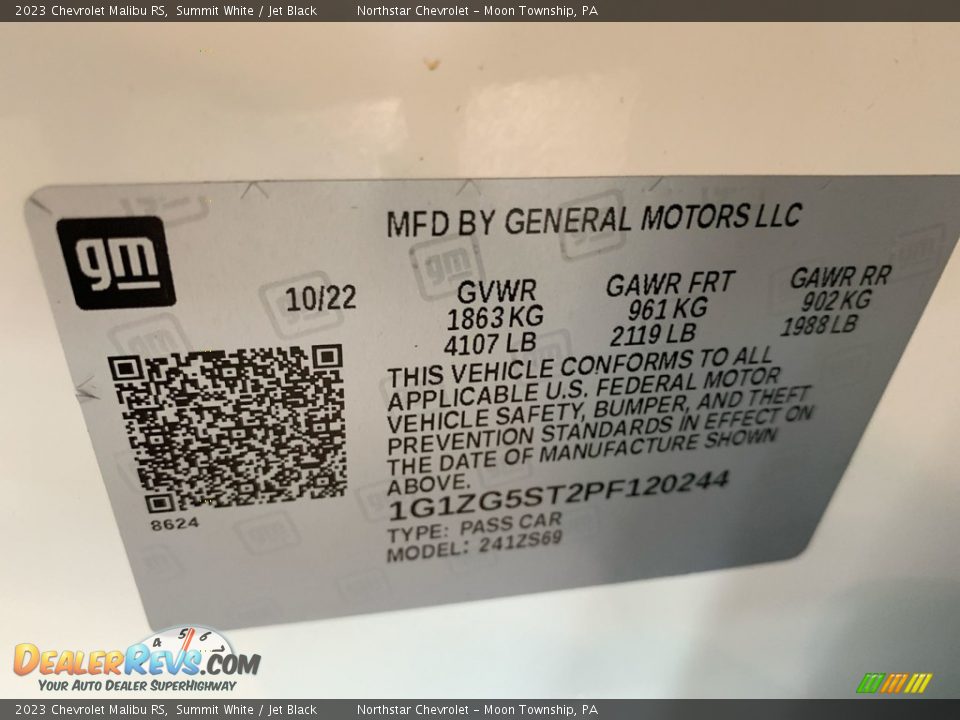 2023 Chevrolet Malibu RS, Summit White / Jet Black Northstar Chevrolet - Moon Township, PA
gm
MFD BY GENERAL MOTORS LLC
10/22
GVWR GAWR FRT GAWR RR
1863 KG 961 KG 902 KG
4107 LB 2119 LB 1988 LB
THIS VEHICLE CONFORMS TO ALL
APPLICABLE U.S. FEDERAL MOTOR
VEHICLE SAFETY, BUMPER, AND THEFT
PREVENTION STANDARDS IN EFFECT ON
THE DATE OF MANUFACTURE SHOWN
ABOVE.
1G1ZG5ST2PF120244
TYPE: PASS CAR
MODEL: 241ZS69
8624
4 5 6 7
DEALERREVS.COM
YOUR AUTO DEALER SUPERHIGHWAY
2023 Chevrolet Malibu RS, Summit White / Jet Black Northstar Chevrolet - Moon Township, PA